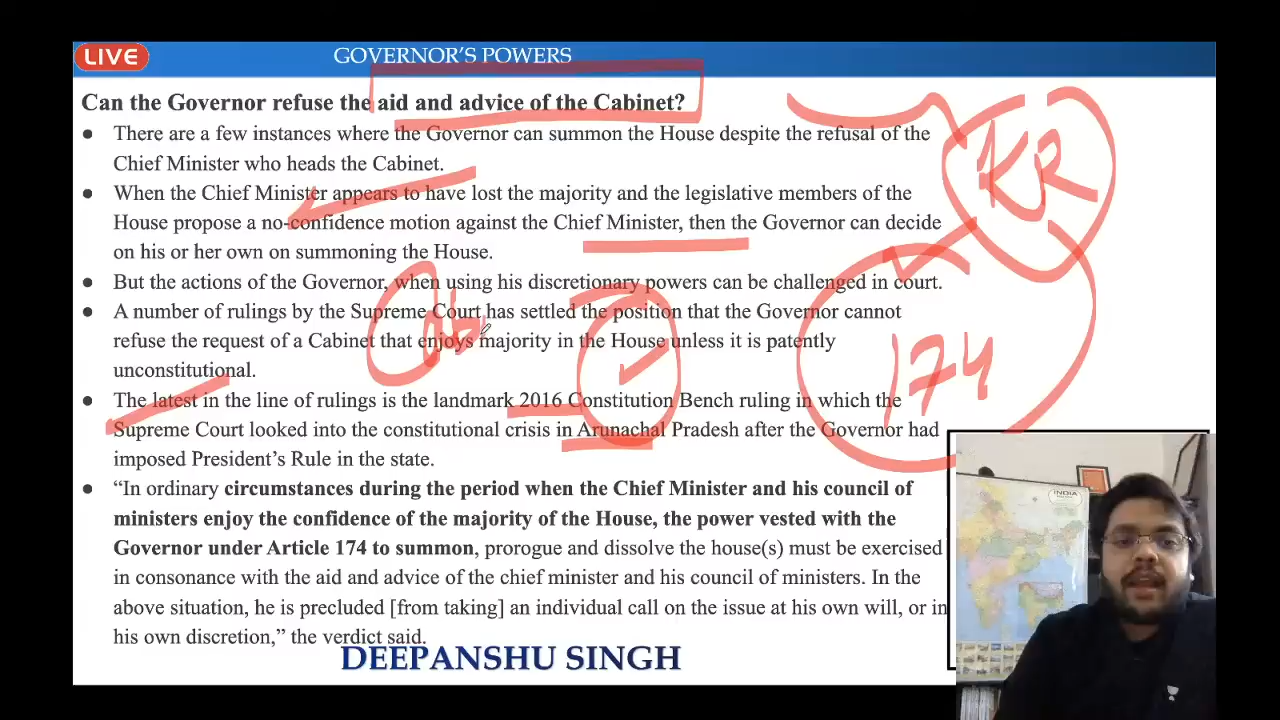 LIVE
GOVERNOR'S POWERS
Can the Governor refuse the aid and advice of the Cabinet?
● There are a few instances where the Governor can summon the House despite the refusal of the
Chief Minister who heads the Cabinet.
● When the Chief Minister appears to have lost the majority and the legislative members of the
House propose a no-confidence motion against the Chief Minister, then the Governor can decide
on his or her own on summoning the House.
● But the actions of the Governor, when using his discretionary powers can be challenged in court.
● A number of rulings by the Supreme Court has settled the position that the Governor cannot
refuse the request of a Cabinet that enjoys majority in the House unless it is patently
unconstitutional.
● The latest in the line of rulings is the landmark 2016 Constitution Bench ruling in which the
Supreme Court looked into the constitutional crisis in Arunachal Pradesh after the Governor had
imposed President's Rule in the state.
● “In ordinary circumstances during the period when the Chief Minister and his council of
ministers enjoy the confidence of the majority of the House, the power vested with the
Governor under Article 174 to summon, prorogue and dissolve the house(s) must be exercised
in consonance with the aid and advice of the chief minister and his council of ministers. In the
above situation, he is precluded [from taking] an individual call on the issue at his own will, or in
his own discretion,” the verdict said.
KR
174
INDIA
DEEPANSHU SINGH